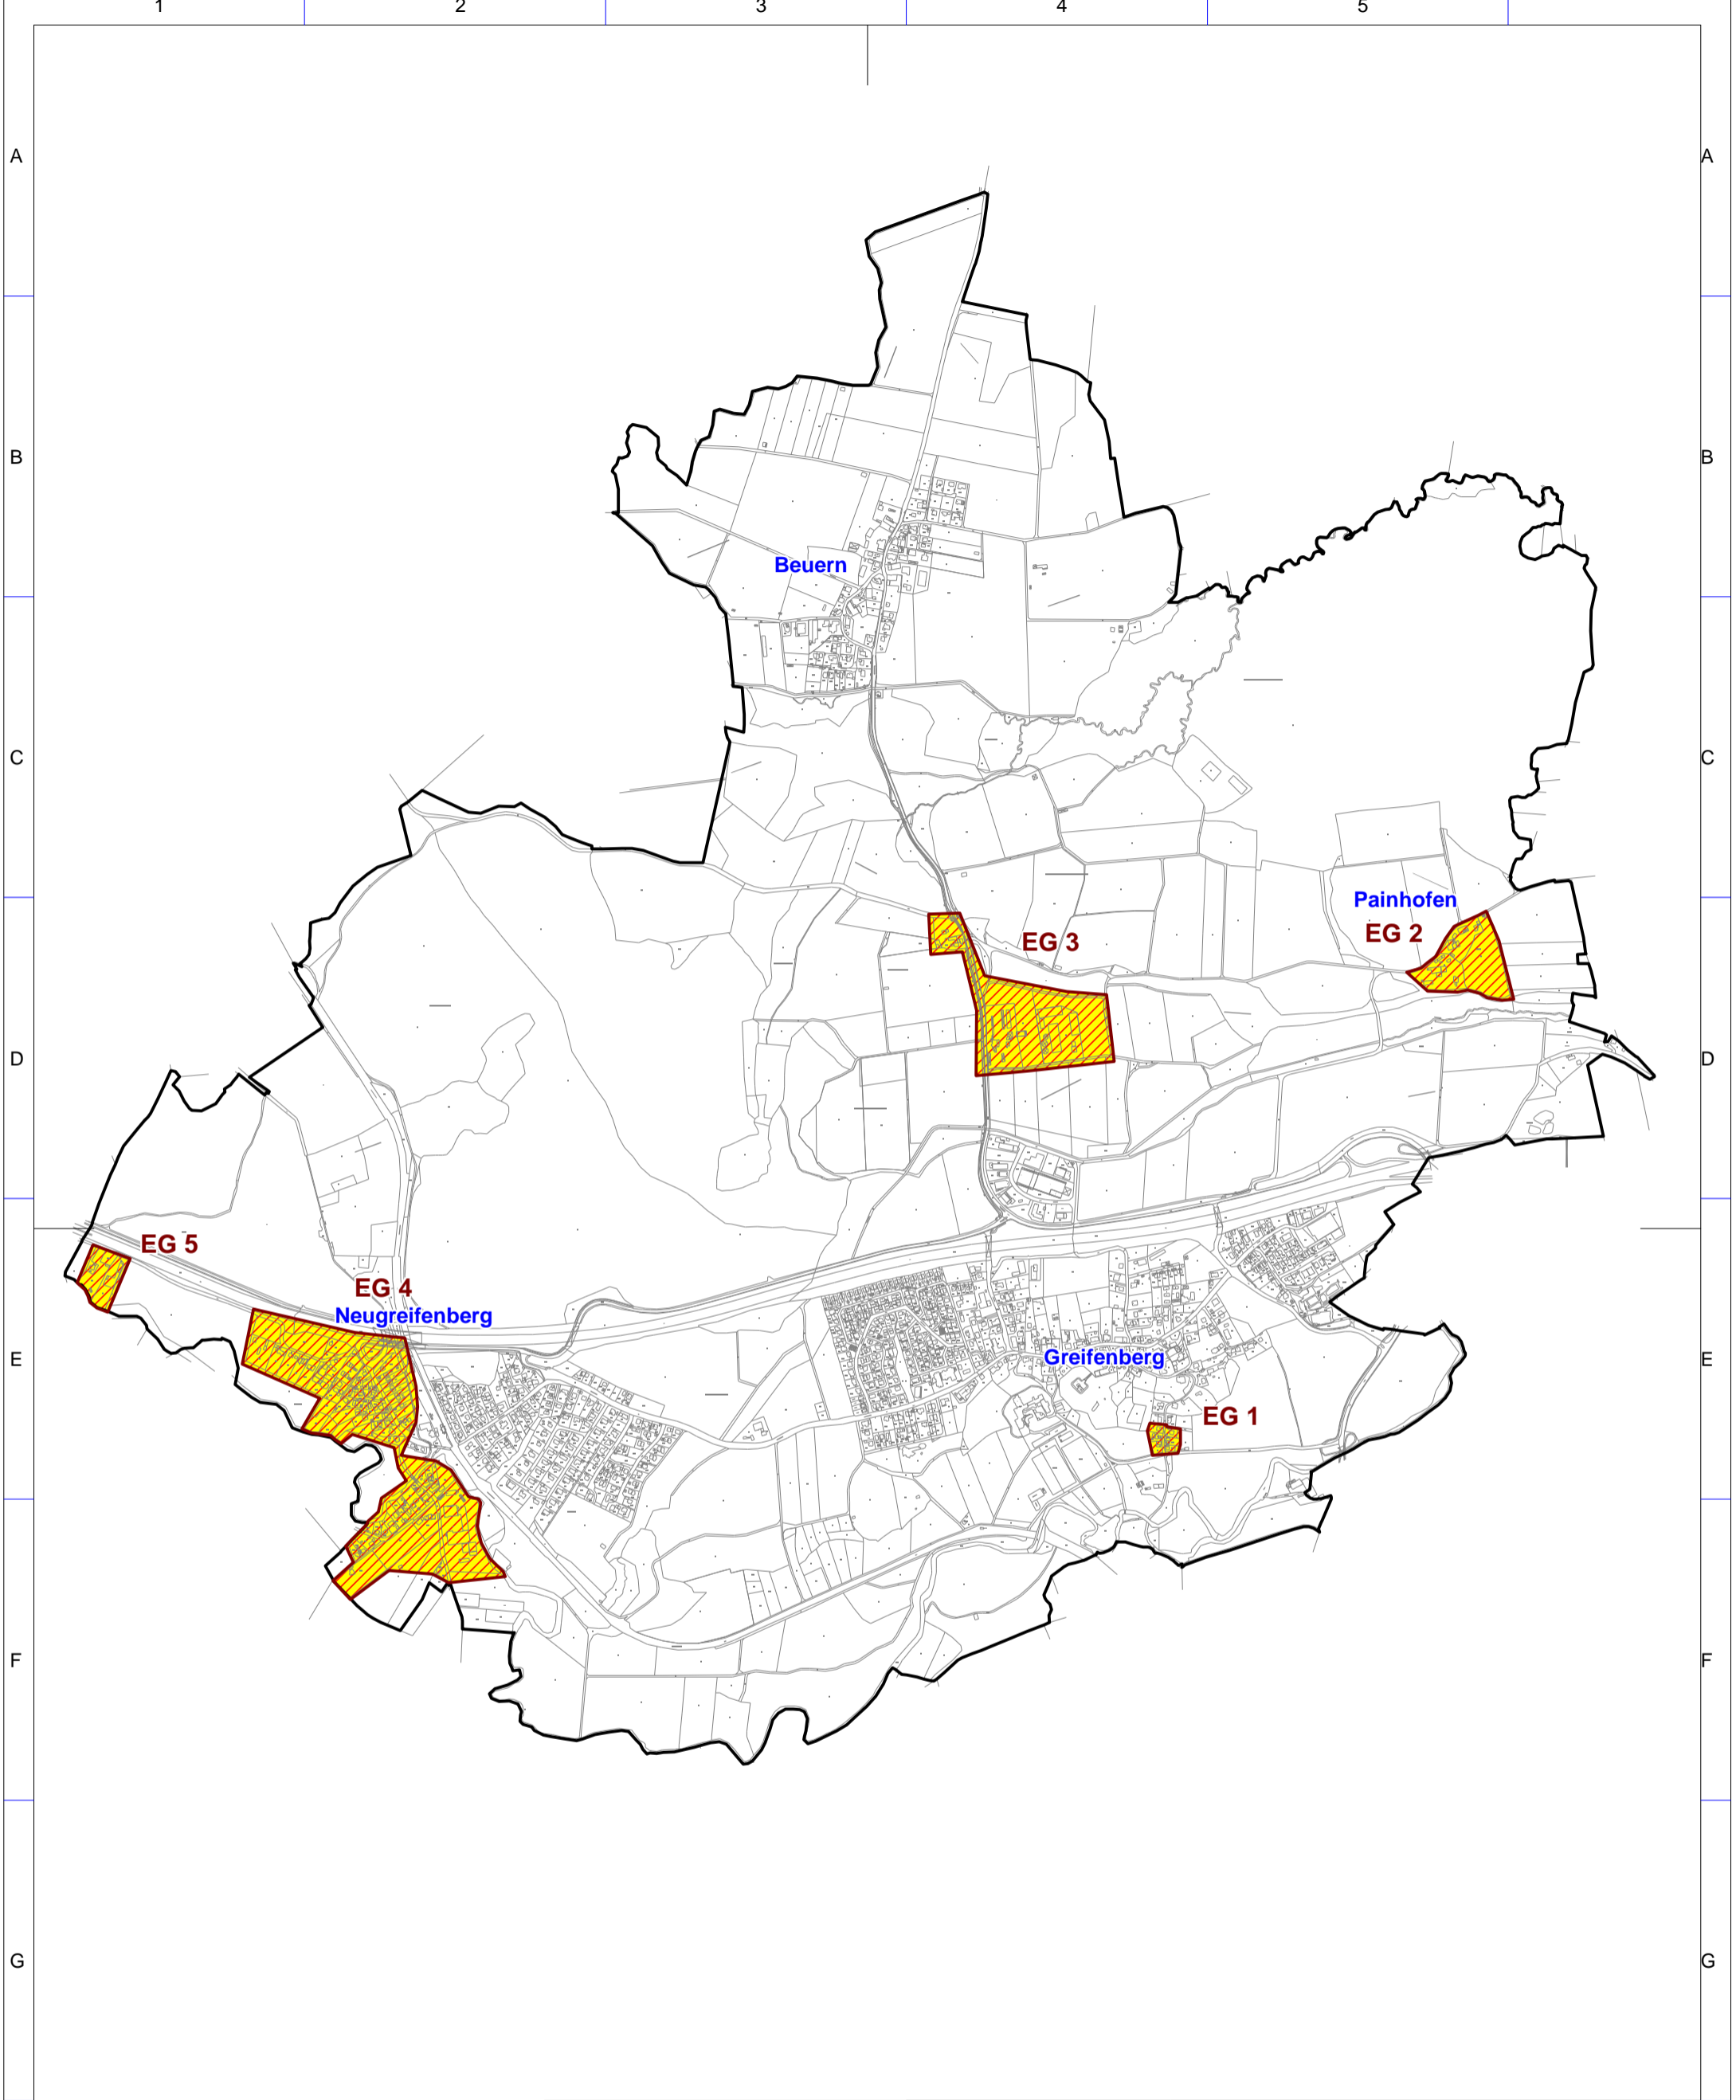 1 2 3 4 5
A A
B B
Beuern
C C
Painhofen
EG 2
EG 3
D D
EG 5
EG 4
Neugreifenberg
E E
Greifenberg
EG 1
F F
G G